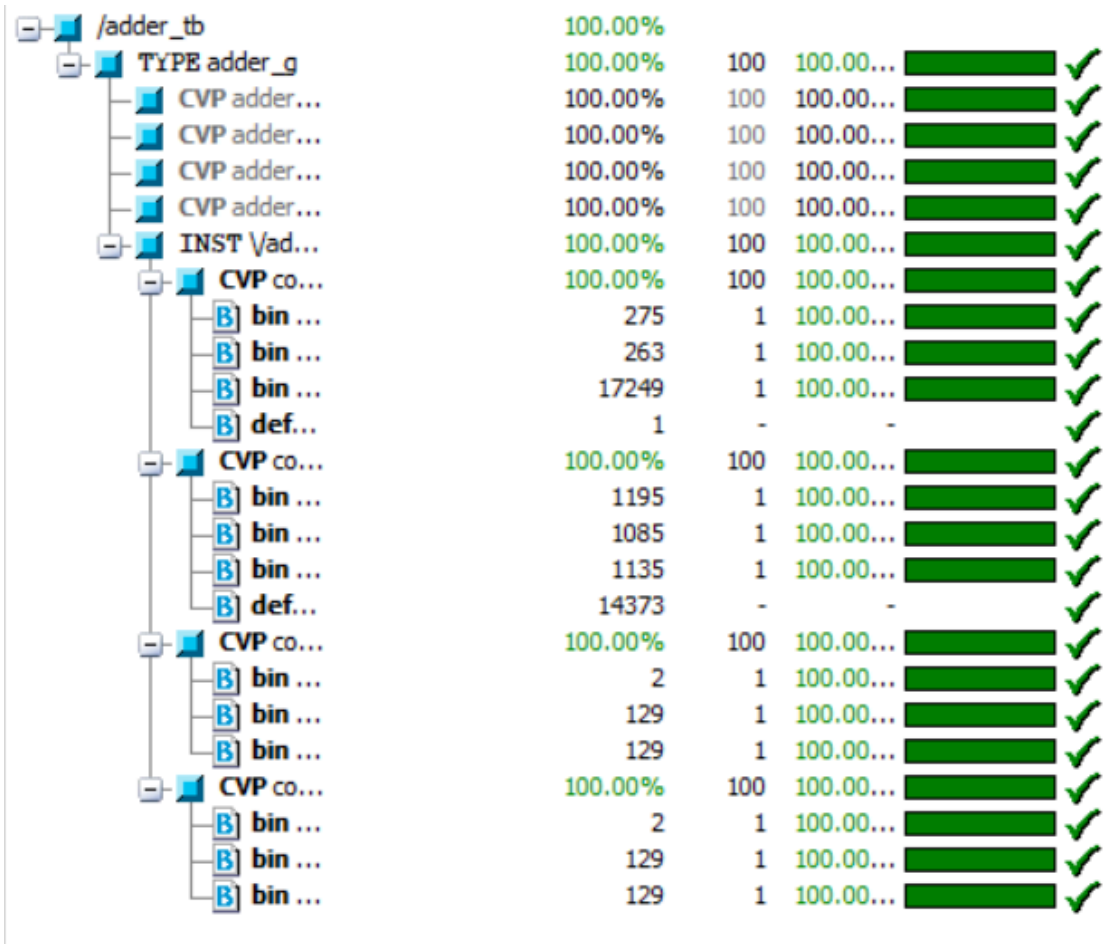 /adder_tb 100.00%
TYPE adder_g 100.00% 100 100.00...
CVP adder... 100.00% 100 100.00...
CVP adder... 100.00% 100 100.00...
CVP adder... 100.00% 100 100.00...
CVP adder... 100.00% 100 100.00...
INST \/ad... 100.00% 100 100.00...
CVP co... 100.00% 100 100.00...
B] bin ... 275 1 100.00...
B] bin ... 263 1 100.00...
B] bin ... 17249 1 100.00...
B] def... 1 - -
CVP co... 100.00% 100 100.00...
B] bin ... 1195 1 100.00...
B] bin ... 1085 1 100.00...
B] bin ... 1135 1 100.00...
B] def... 14373 - -
CVP co... 100.00% 100 100.00...
B] bin ... 2 1 100.00...
B] bin ... 129 1 100.00...
B] bin ... 129 1 100.00...
CVP co... 100.00% 100 100.00...
B] bin ... 2 1 100.00...
B] bin ... 129 1 100.00...
B] bin ... 129 1 100.00...